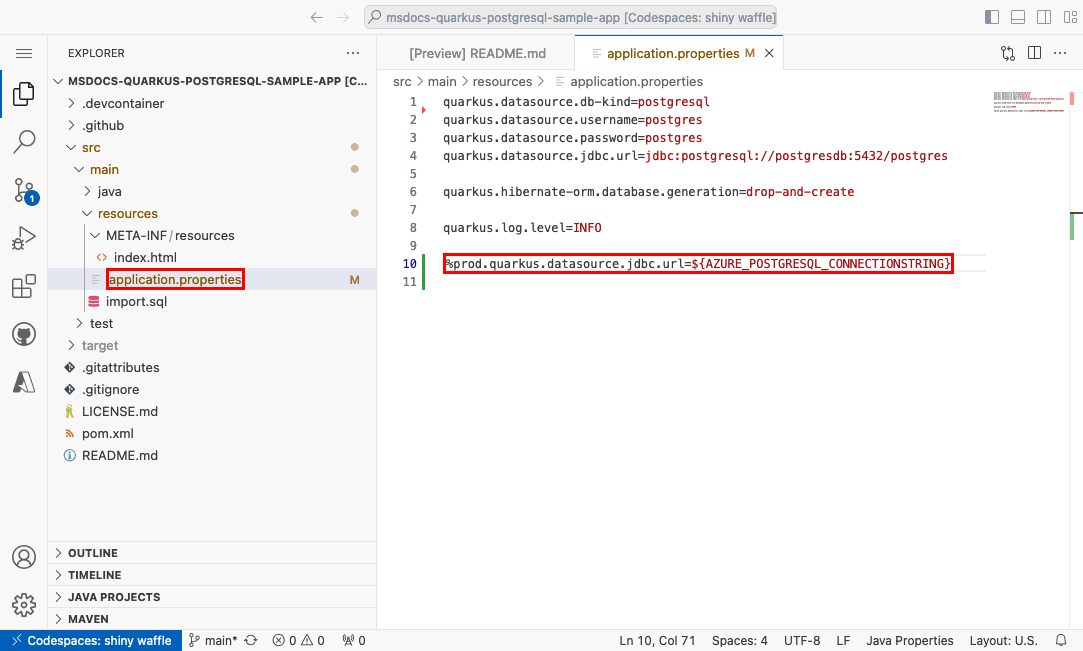 msdocs-quarkus-postgresql-sample-app [Codespaces: shiny waffle]
EXPLORER
MSDOCS-QUARKUS-POSTGRESQL-SAMPLE-APP [C...
.devcontainer
.github
src
main
java
resources
META-INF/resources
index.html
application.properties M
import.sql
test
target
.gitattributes
.gitignore
LICENSE.md
pom.xml
README.md
OUTLINE
TIMELINE
JAVA PROJECTS
MAVEN
1
[Preview] README.md
application.properties M
src > main > resources > application.properties
1 quarkus.datasource.db-kind=postgresql
2 quarkus.datasource.username=postgres
3 quarkus.datasource.password=postgres
4 quarkus.datasource.jdbc.url=jdbc:postgresql://postgresdb:5432/postgres
5
6 quarkus.hibernate-orm.database.generation=drop-and-create
7
8 quarkus.log.level=INFO
9
10 %prod.quarkus.datasource.jdbc.url=${AZURE_POSTGRESQL_CONNECTIONSTRING}
11
Codespaces: shiny waffle main* 0 0 0 Ln 10, Col 71 Spaces: 4 UTF-8 LF Java Properties Layout: U.S.